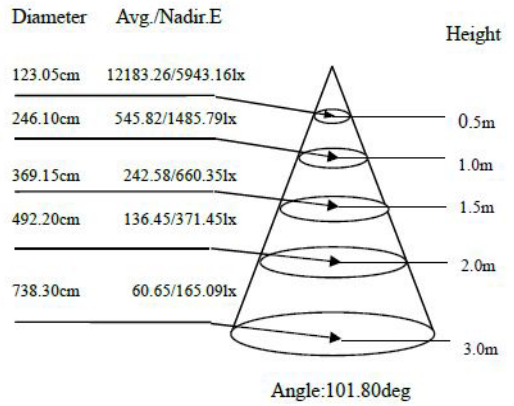 Diameter Avg./Nadir.E
Height
123.05cm 12183.26/5943.16lx
0.5m
246.10cm 545.82/1485.79lx
1.0m
369.15cm 242.58/660.35lx
1.5m
492.20cm 136.45/371.45lx
2.0m
738.30cm 60.65/165.09lx
3.0m
Angle:101.80deg